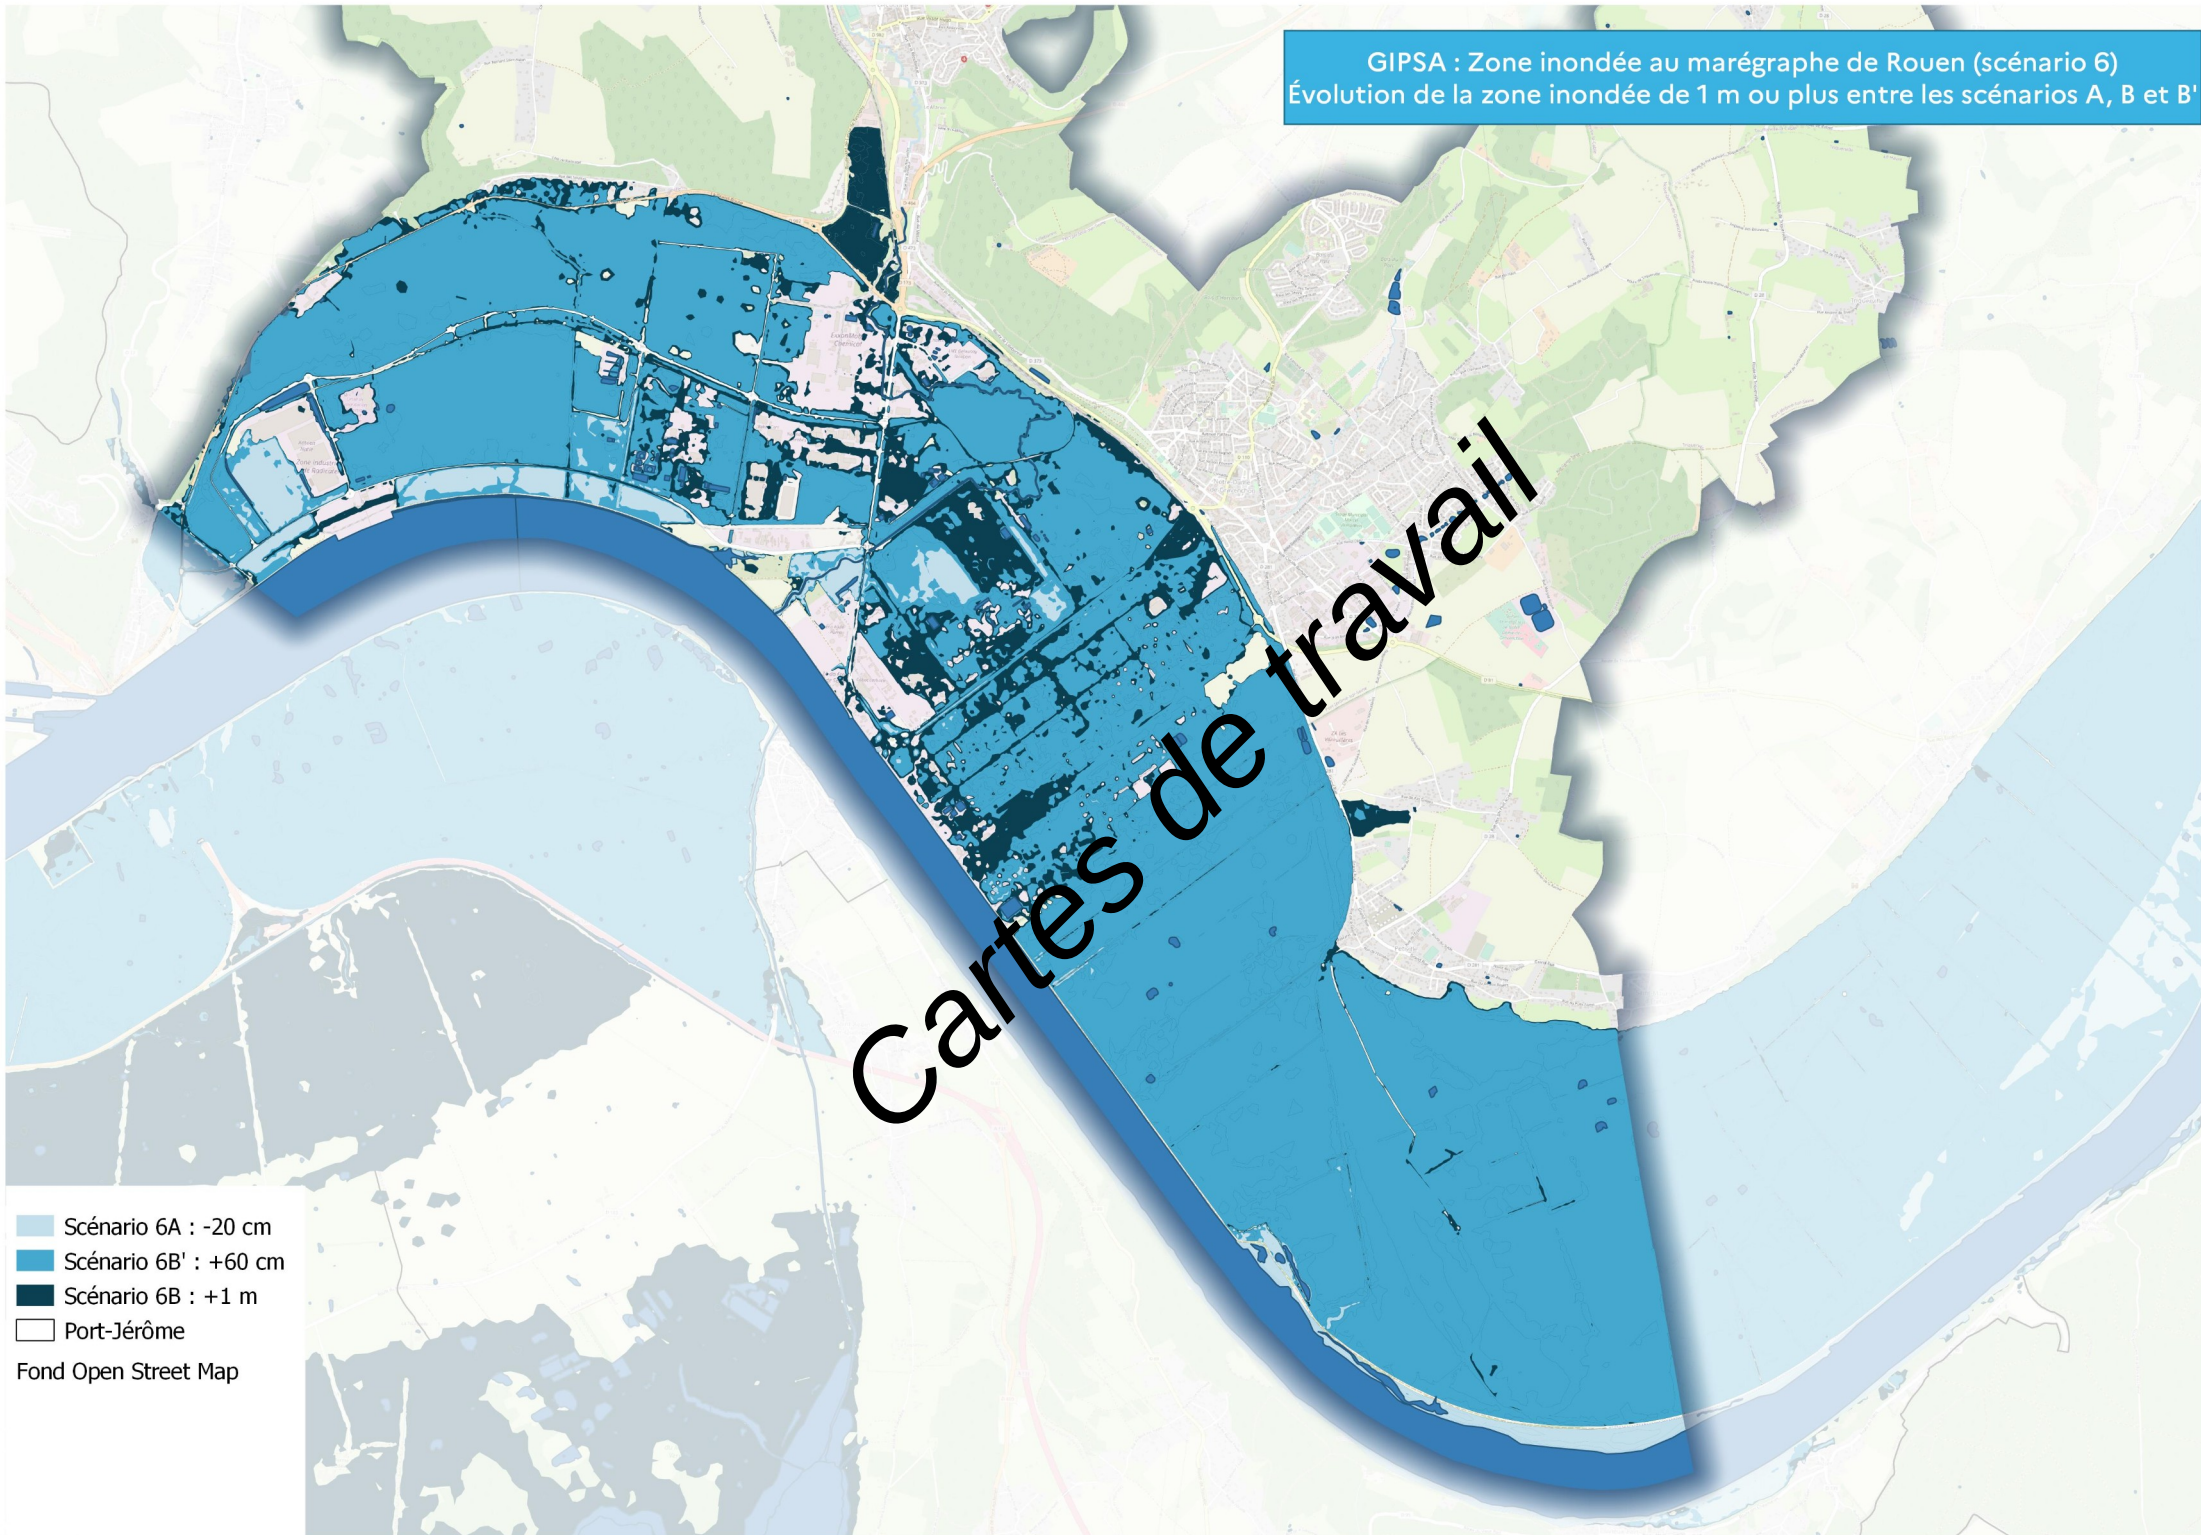 GIPSA : Zone inondée au marégraphe de Rouen (scénario 6)
Évolution de la zone inondée de 1 m ou plus entre les scénarios A, B et B'
Cartes de travail
Scénario 6A : -20 cm
Scénario 6B' : +60 cm
Scénario 6B : +1 m
Port-Jérôme
Fond Open Street Map